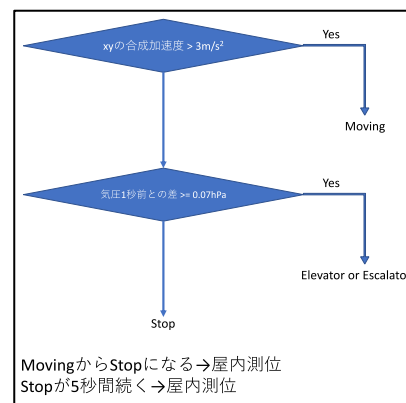 xyの合成加速度 > 3m/s²
Yes
Moving
気圧1秒前との差 >= 0.07hPa
Yes
Elevator or Escalato
Stop
MovingからStopになる→屋内測位
Stopが5秒間続く→屋内測位